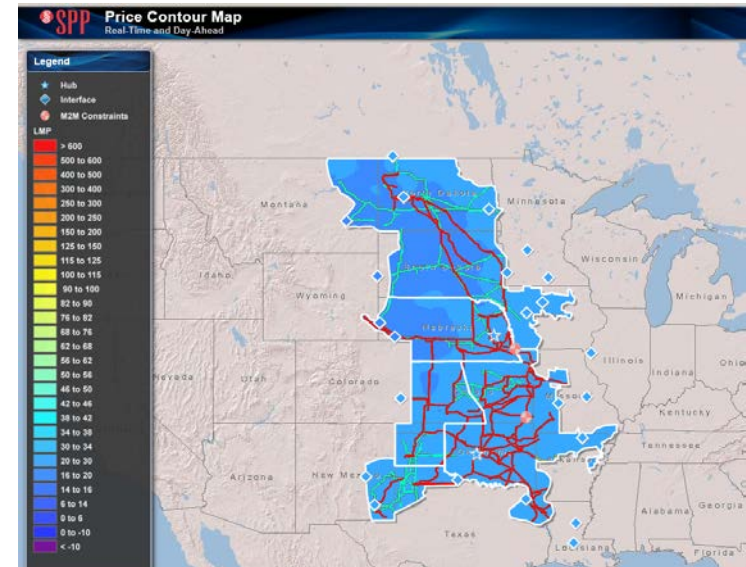 SPP Price Contour Map
Real-Time and Day-Ahead
Legend
Hub
Interface
M2M Constraints
LMP
> 600
500 to 600
400 to 500
300 to 400
250 to 300
200 to 250
150 to 200
125 to 150
115 to 125
100 to 115
90 to 100
82 to 90
76 to 82
68 to 76
62 to 68
56 to 62
50 to 56
46 to 50
42 to 46
38 to 42
34 to 38
30 to 34
20 to 30
16 to 20
14 to 16
6 to 14
0 to 6
0 to -10
< -10
Montana
Minnesota
Wisconsin
Idaho
Wyoming
Michigan
Illinois
Indiana
Ohio
Nevada
Utah
Colorado
Kentucky
Tennessee
Arizona
New Me
Alabama
Georgia
Texas
Louisiana
Florida